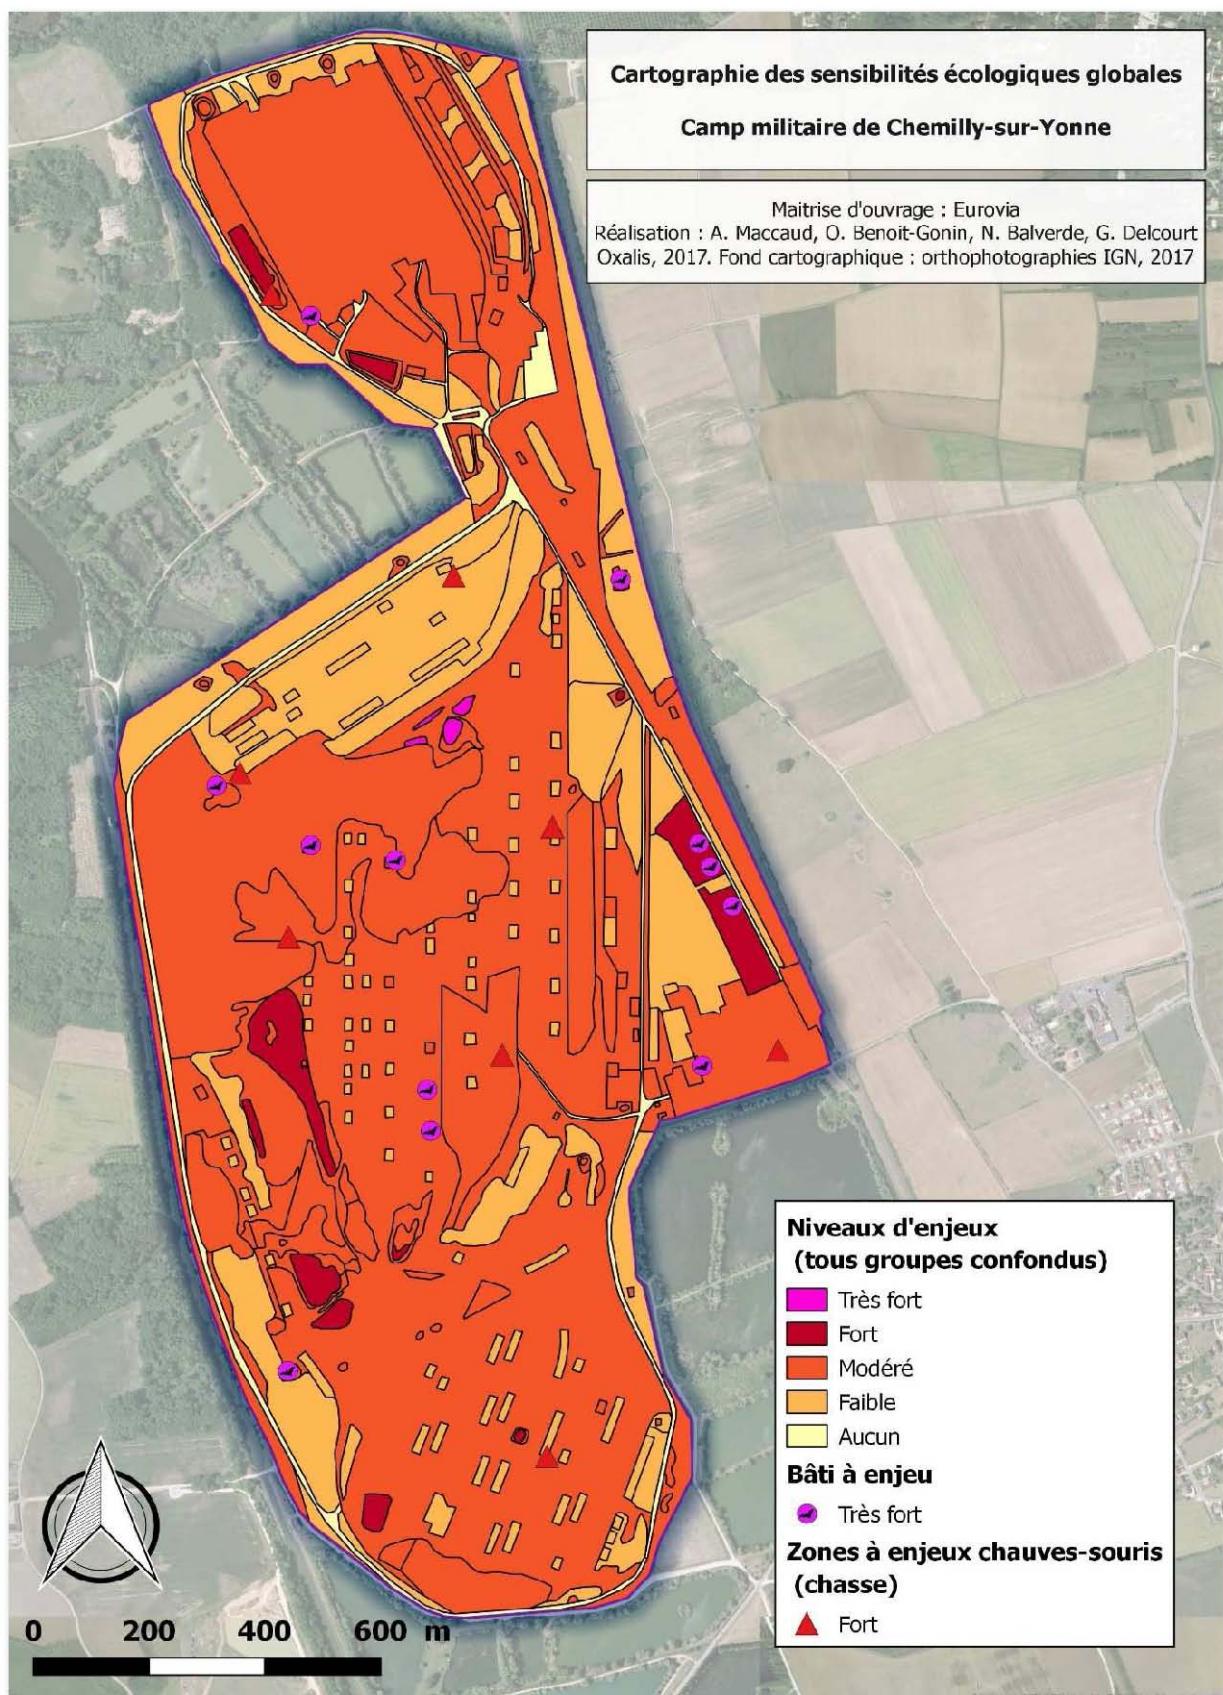 Cartographie des sensibilités écologiques globales
Camp militaire de Chemilly-sur-Yonne
Maitrise d'ouvrage : Eurovia
Réalisation : A. Maccaud, O. Benoit-Gonin, N. Balverde, G. Delcourt
Oxalis, 2017. Fond cartographique : orthophotographies IGN, 2017
Niveaux d'enjeux
(tous groupes confondus)
Très fort
Fort
Modéré
Faible
Aucun
Bâti à enjeu
Très fort
Zones à enjeux chauves-souris
(chasse)
Fort
0 200 400 600 m